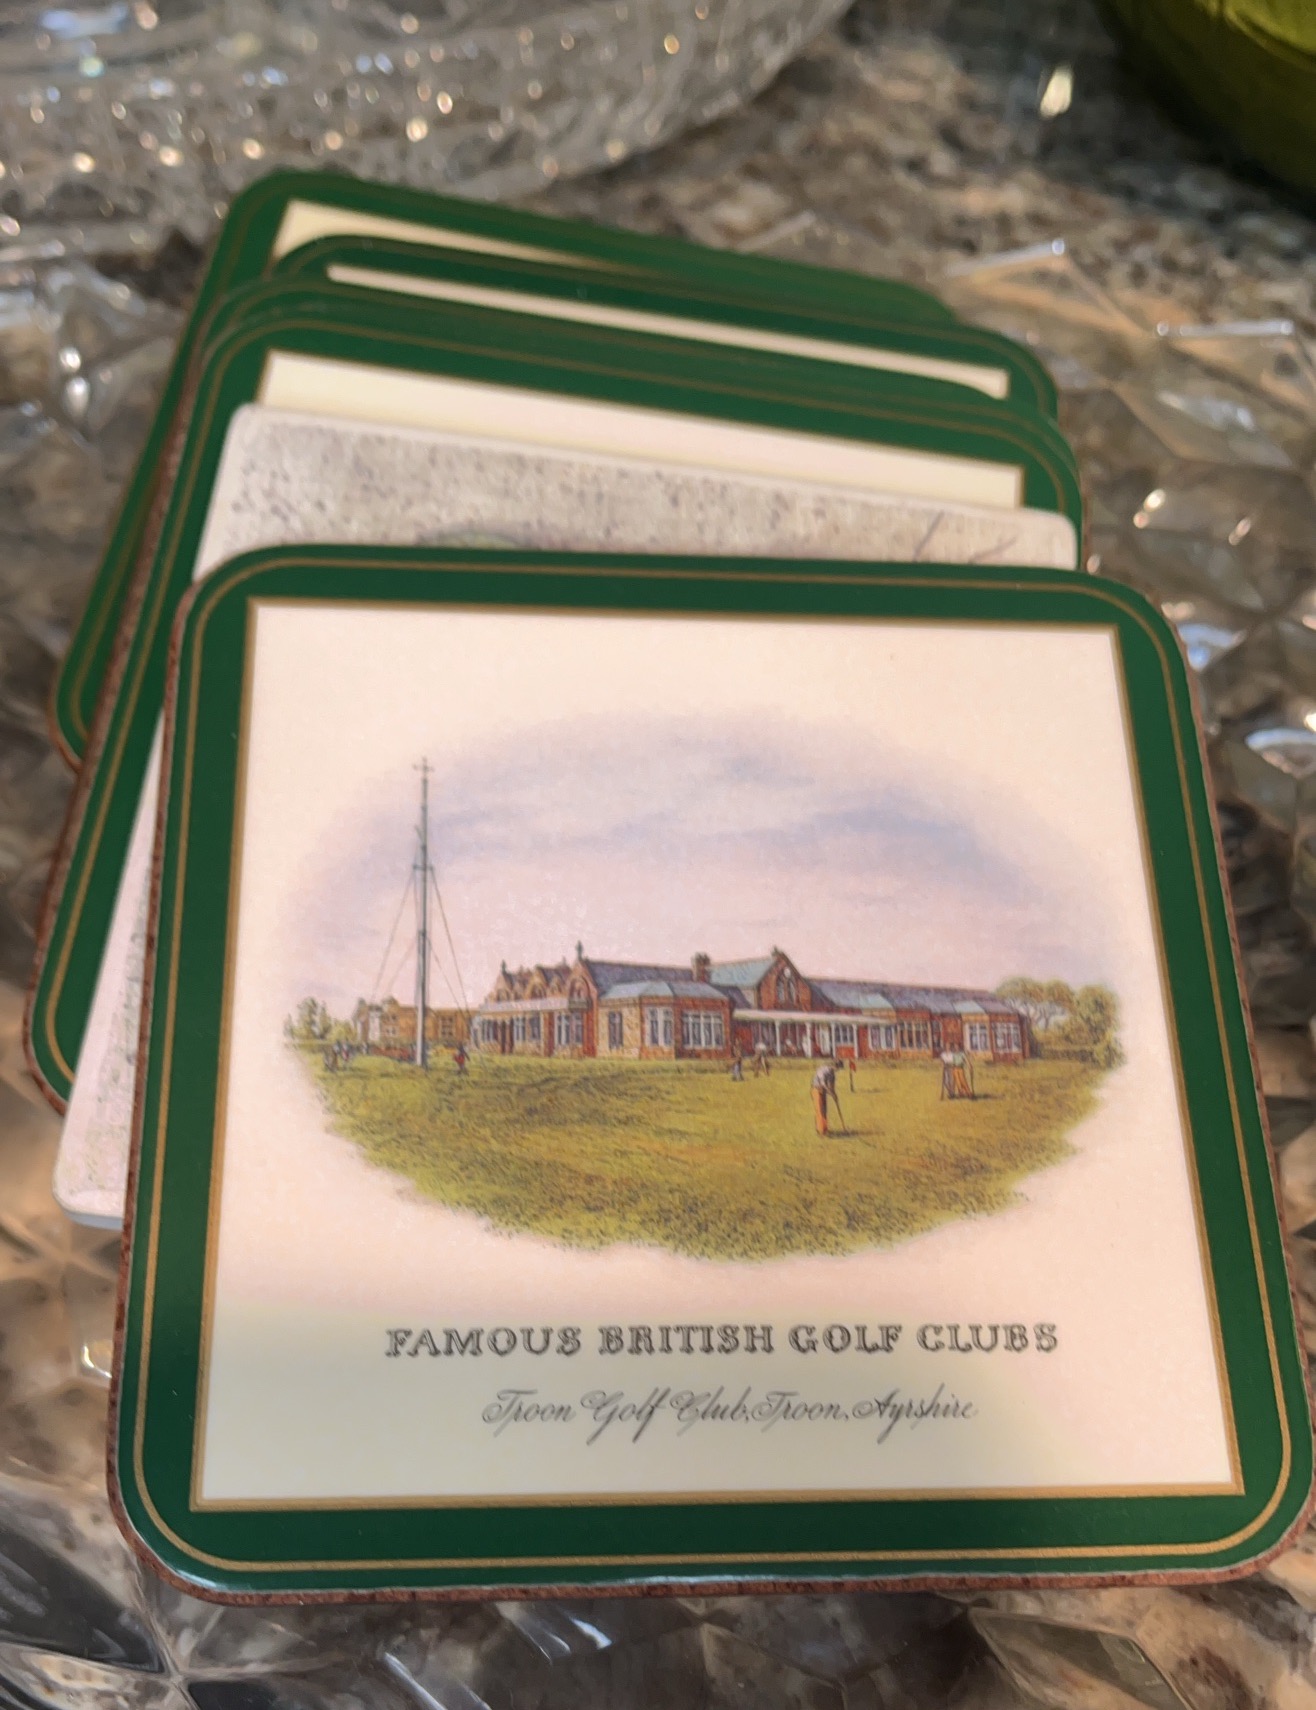 FAMOUS BRITISH GOLF CLUBS
Troon Golf Club, Troon, Ayrshire